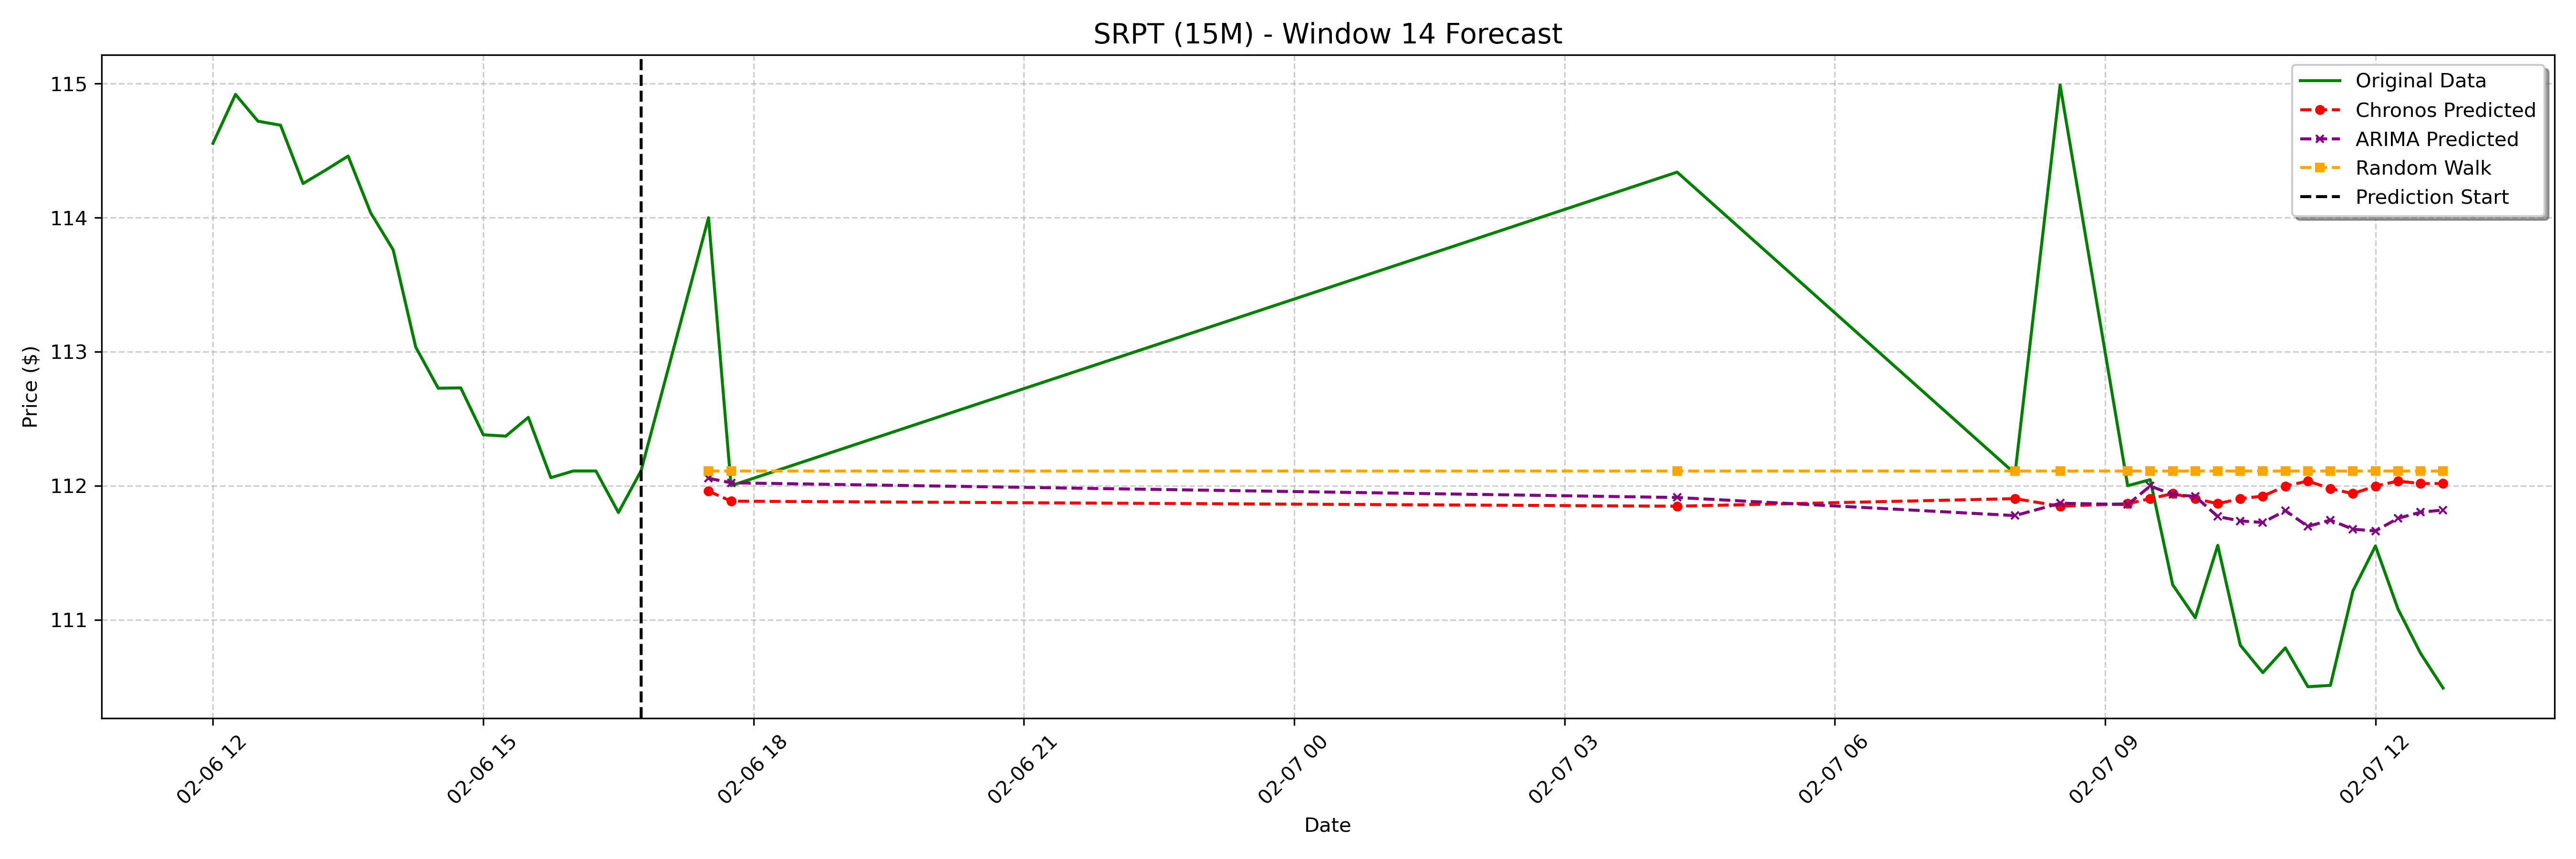 SRPT (15M) - Window 14 Forecast
Price ($)
115
114
113
112
111
Original Data
Chronos Predicted
ARIMA Predicted
Random Walk
Prediction Start
02-06 12
02-06 15
02-06 18
02-06 21
02-07 00
02-07 03
02-07 06
02-07 09
02-07 12
Date